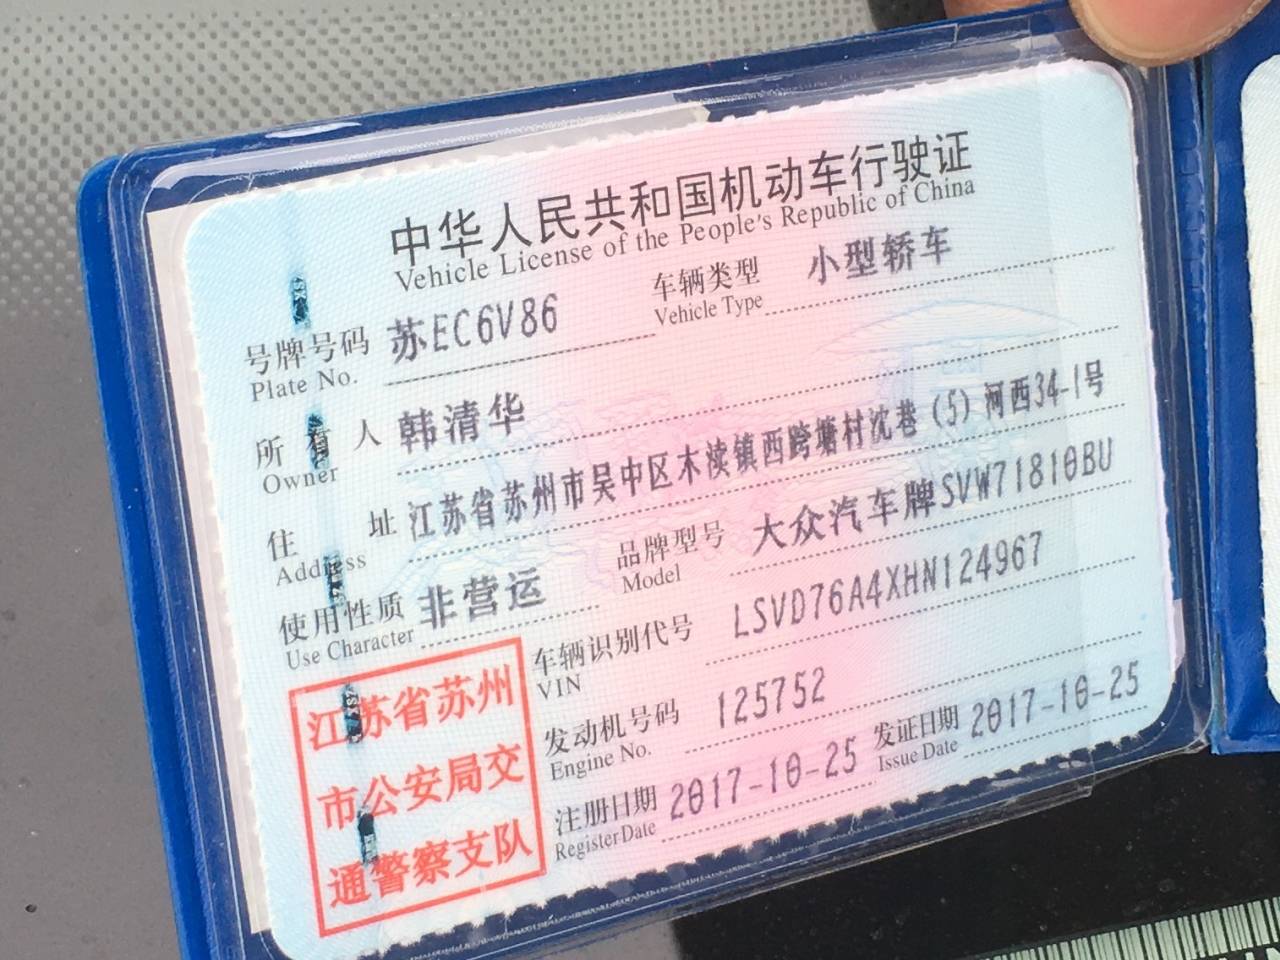 中华人民共和国机动车行驶证
Vehicle License of the People's Republic of China
号牌号码 苏EC6V86 车辆类型 小型轿车
Plate No. Vehicle Type
所有人 韩清华
Owner
住址 江苏省苏州市吴中区木渎镇西跨塘村沈巷(5)河西34-1号
Address
使用性质 非营运 品牌型号 大众汽车牌SVW71810BU
Use Character Model
车辆识别代号 LSVD76A4XHN124967
VIN
发动机号码 125752
Engine No.
注册日期 2017-10-25 发证日期 2017-10-25
Register Date Issue Date
江苏省苏州
市公安局交
通警察支队